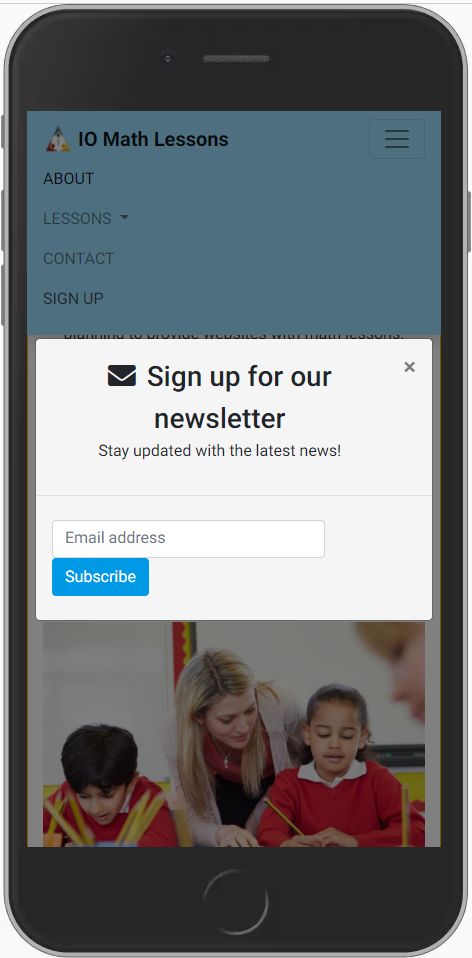 IO Math Lessons
ABOUT
LESSONS
CONTACT
SIGN UP
planning to provide websites with math lessons.
×
Sign up for our
newsletter
Stay updated with the latest news!
Email address
Subscribe